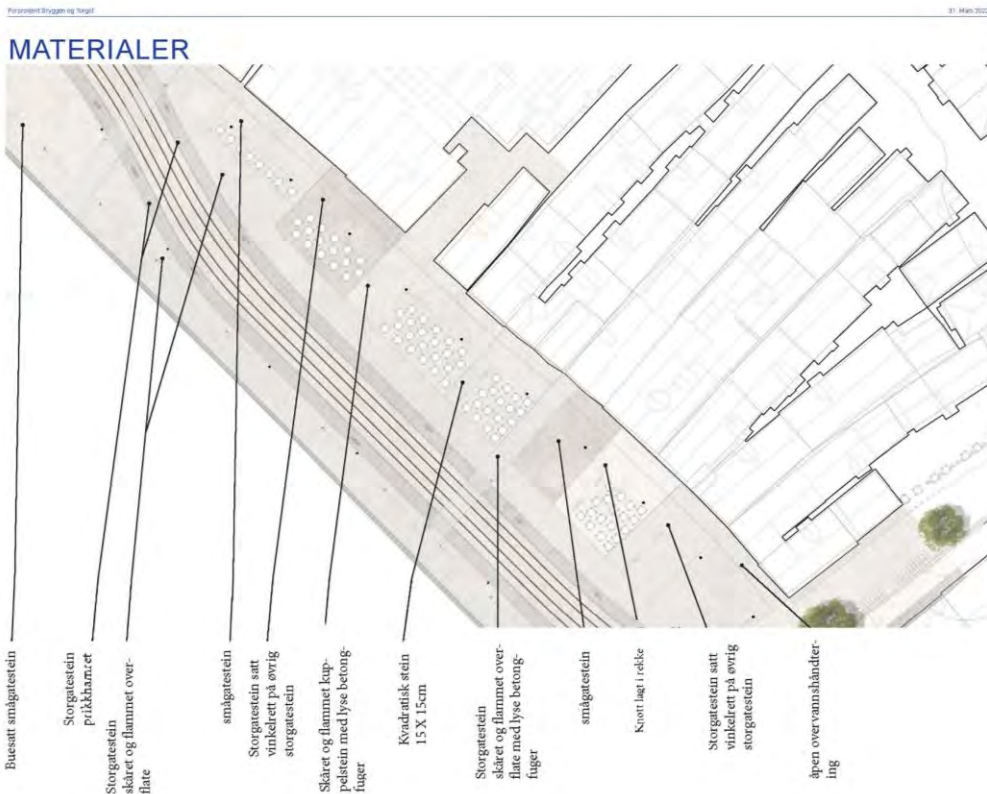 Forprosjekt Bryggen og Torget
31. Mars 2022
MATERIALER
Buesatt smågatestein
Storgatestein
prikkhamret
Storgatestein
skåret og flammet over-
flate
smågatestein
Storgatestein satt
vinkelrett på øvrig
storgatestein
Skåret og flammet kup-
pelstein med lyse betong-
fuger
Kvadratisk stein
15 X 15cm
Storgatestein
skåret og flammet over-
flate med lyse betong-
fuger
smågatestein
Knott lagt i rekke
Storgatestein satt
vinkelrett på øvrig
storgatestein
åpen overvannshåndter-
ing